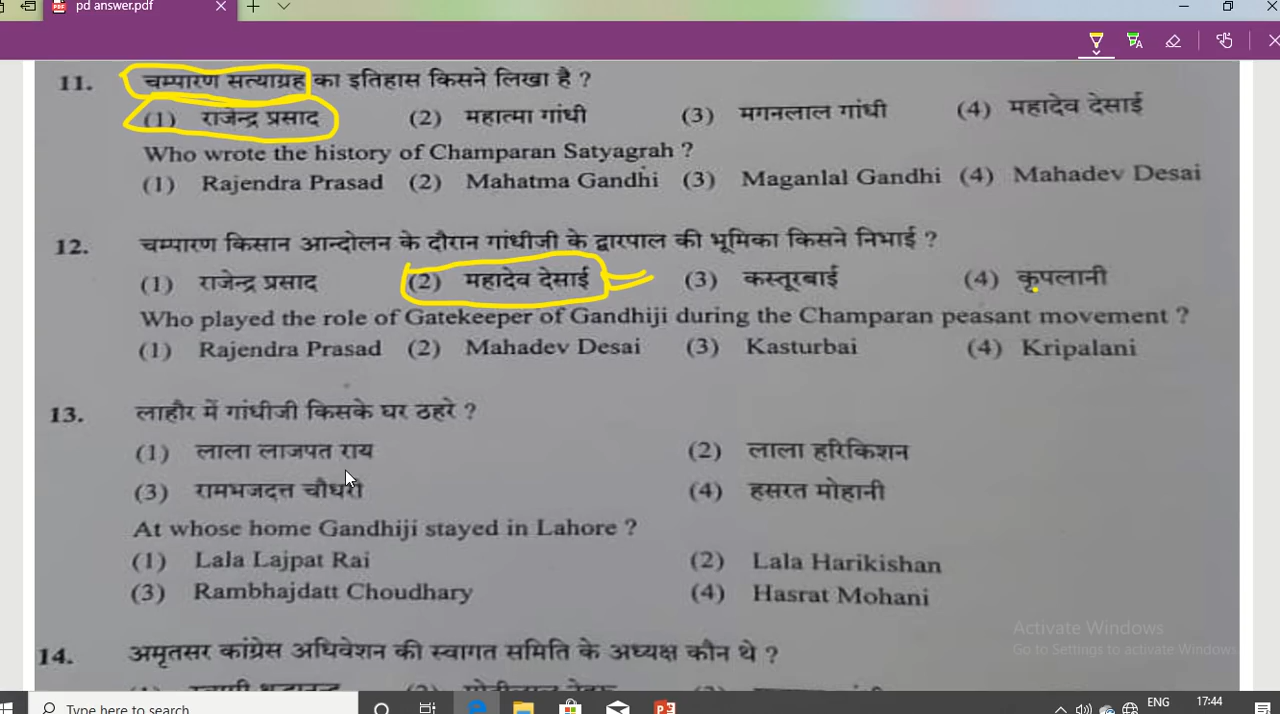 pd answer.pdf
11. चम्पारण सत्याग्रह का इतिहास किसने लिखा है ?
(1) राजेन्द्र प्रसाद (2) महात्मा गांधी (3) मगनलाल गांधी (4) महादेव देसाई
Who wrote the history of Champaran Satyagrah ?
(1) Rajendra Prasad (2) Mahatma Gandhi (3) Maganlal Gandhi (4) Mahadev Desai
12. चम्पारण किसान आन्दोलन के दौरान गांधीजी के द्वारपाल की भूमिका किसने निभाई ?
(1) राजेन्द्र प्रसाद (2) महादेव देसाई (3) कस्तूरबाई (4) कृपलानी
Who played the role of Gatekeeper of Gandhiji during the Champaran peasant movement ?
(1) Rajendra Prasad (2) Mahadev Desai (3) Kasturbai (4) Kripalani
13. लाहौर में गांधीजी किसके घर ठहरे ?
(1) लाला लाजपत राय (2) लाला हरिकिशन
(3) रामभजदत्त चौधरी (4) हसरत मोहानी
At whose home Gandhiji stayed in Lahore ?
(1) Lala Lajpat Rai (2) Lala Harikishan
(3) Rambhajdatt Choudhary (4) Hasrat Mohani
Activate Windows
Go to Settings to activate Windows.
14. अमृतसर कांग्रेस अधिवेशन की स्वागत समिति के अध्यक्ष कौन थे ?
Type here to search
ENG
17:44